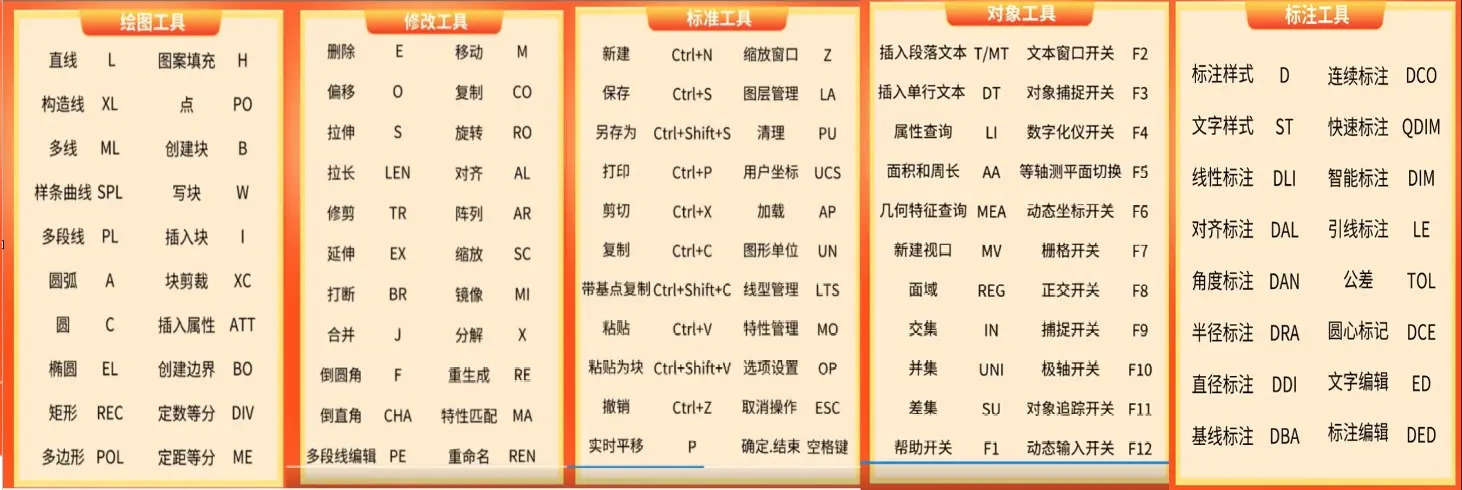 绘图工具
直线 L 图案填充 H
构造线 XL 点 PO
多线 ML 创建块 B
样条曲线 SPL 写块 W
多段线 PL 插入块 I
圆弧 A 块剪裁 XC
圆 C 插入属性 ATT
椭圆 EL 创建边界 BO
矩形 REC 定数等分 DIV
多边形 POL 定距等分 ME
修改工具
删除 E 移动 M
偏移 O 复制 CO
拉伸 S 旋转 RO
拉长 LEN 对齐 AL
修剪 TR 阵列 AR
延伸 EX 缩放 SC
打断 BR 镜像 MI
合并 J 分解 X
倒圆角 F 重生成 RE
倒直角 CHA 特性匹配 MA
多段线编辑 PE 重命名 REN
标准工具
新建 Ctrl+N 缩放窗口 Z
保存 Ctrl+S 图层管理 LA
另存为 Ctrl+Shift+S 清理 PU
打印 Ctrl+P 用户坐标 UCS
剪切 Ctrl+X 加载 AP
复制 Ctrl+C 图形单位 UN
带基点复制 Ctrl+Shift+C 线型管理 LTS
粘贴 Ctrl+V 特性管理 MO
粘贴为块 Ctrl+Shift+V 选项设置 OP
撤销 Ctrl+Z 取消操作 ESC
实时平移 P 确定.结束 空格键
对象工具
插入段落文本 T/MT 文本窗口开关 F2
插入单行文本 DT 对象捕捉开关 F3
属性查询 LI 数字化仪开关 F4
面积和周长 AA 等轴测平面切换 F5
几何特征查询 MEA 动态坐标开关 F6
新建视口 MV 栅格开关 F7
面域 REG 正交开关 F8
交集 IN 捕捉开关 F9
并集 UNI 极轴开关 F10
差集 SU 对象追踪开关 F11
帮助开关 F1 动态输入开关 F12
标注工具
标注样式 D 连续标注 DCO
文字样式 ST 快速标注 QDIM
线性标注 DLI 智能标注 DIM
对齐标注 DAL 引线标注 LE
角度标注 DAN 公差 TOL
半径标注 DRA 圆心标记 DCE
直径标注 DDI 文字编辑 ED
基线标注 DBA 标注编辑 DED